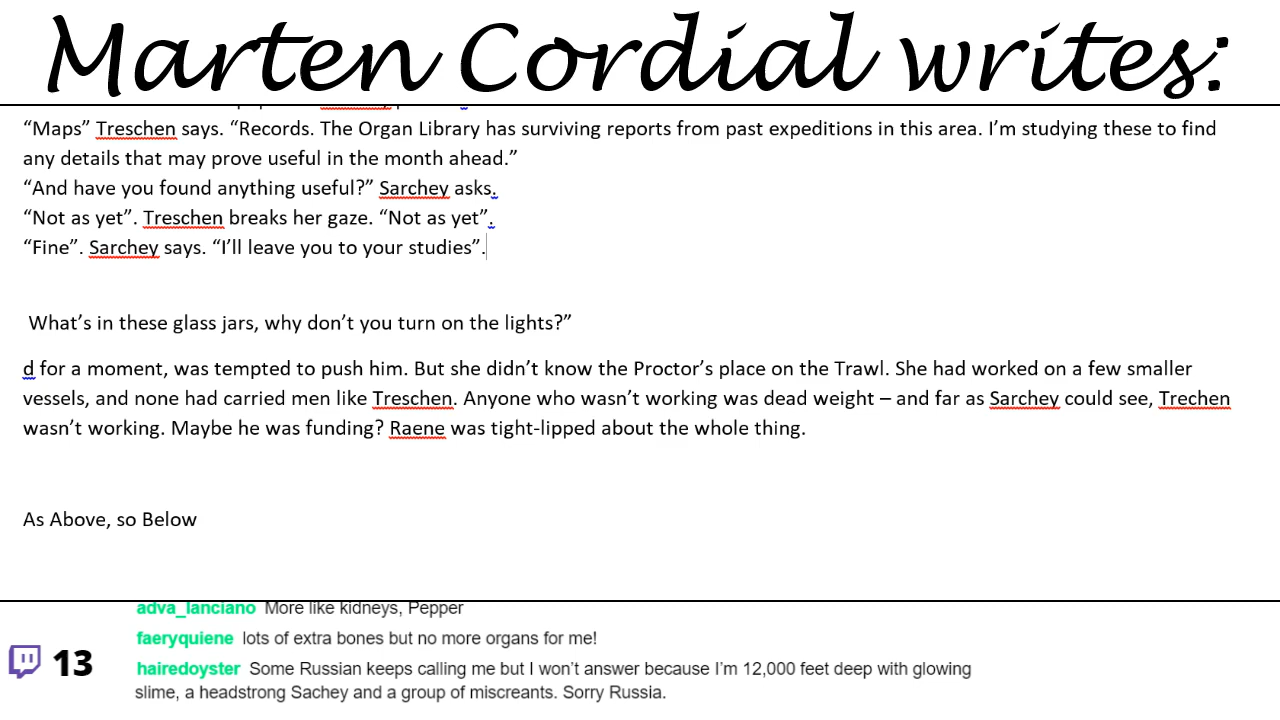 Marten Cordial writes:
“Maps” Treschen says. “Records. The Organ Library has surviving reports from past expeditions in this area. I’m studying these to find
any details that may prove useful in the month ahead.”
“And have you found anything useful?” Sarchey asks.
“Not as yet”. Treschen breaks her gaze. “Not as yet”.
“Fine”. Sarchey says. “I’ll leave you to your studies”.
What’s in these glass jars, why don’t you turn on the lights?”
d for a moment, was tempted to push him. But she didn’t know the Proctor’s place on the Trawl. She had worked on a few smaller
vessels, and none had carried men like Treschen. Anyone who wasn’t working was dead weight – and far as Sarchey could see, Trechen
wasn’t working. Maybe he was funding? Raene was tight-lipped about the whole thing.
As Above, so Below
adva_lanciano More like kidneys, Pepper
faeryquiene lots of extra bones but no more organs for me!
13
hairedoyster Some Russian keeps calling me but I won’t answer because I’m 12,000 feet deep with glowing
slime, a headstrong Sachey and a group of miscreants. Sorry Russia.